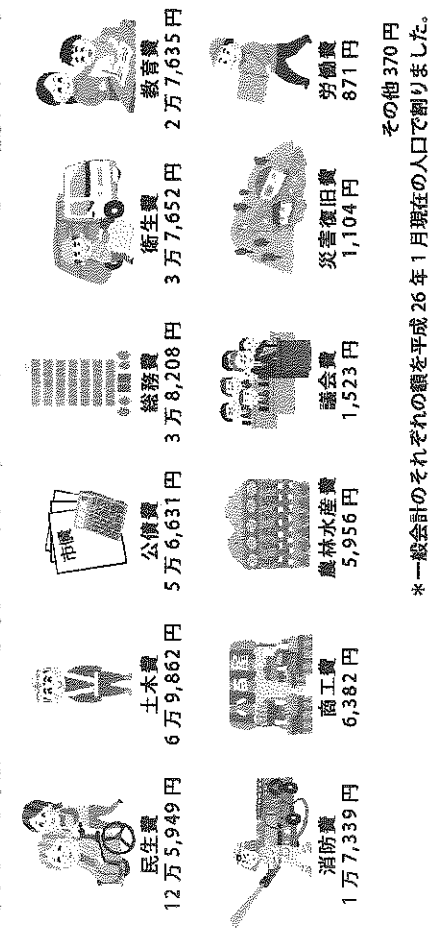 民生費
12万5,949円
土木費
6万9,862円
市債
公債費
5万6,631円
総務費
3万8,208円
衛生費
3万7,652円
教育費
2万7,635円
消防費
1万7,339円
商工費
6,382円
農林水産費
5,956円
議会費
1,523円
災害復旧費
1,104円
労働費
871円
その他370円
*一般会計のそれぞれの額を平成26年1月現在の人口で割りました。